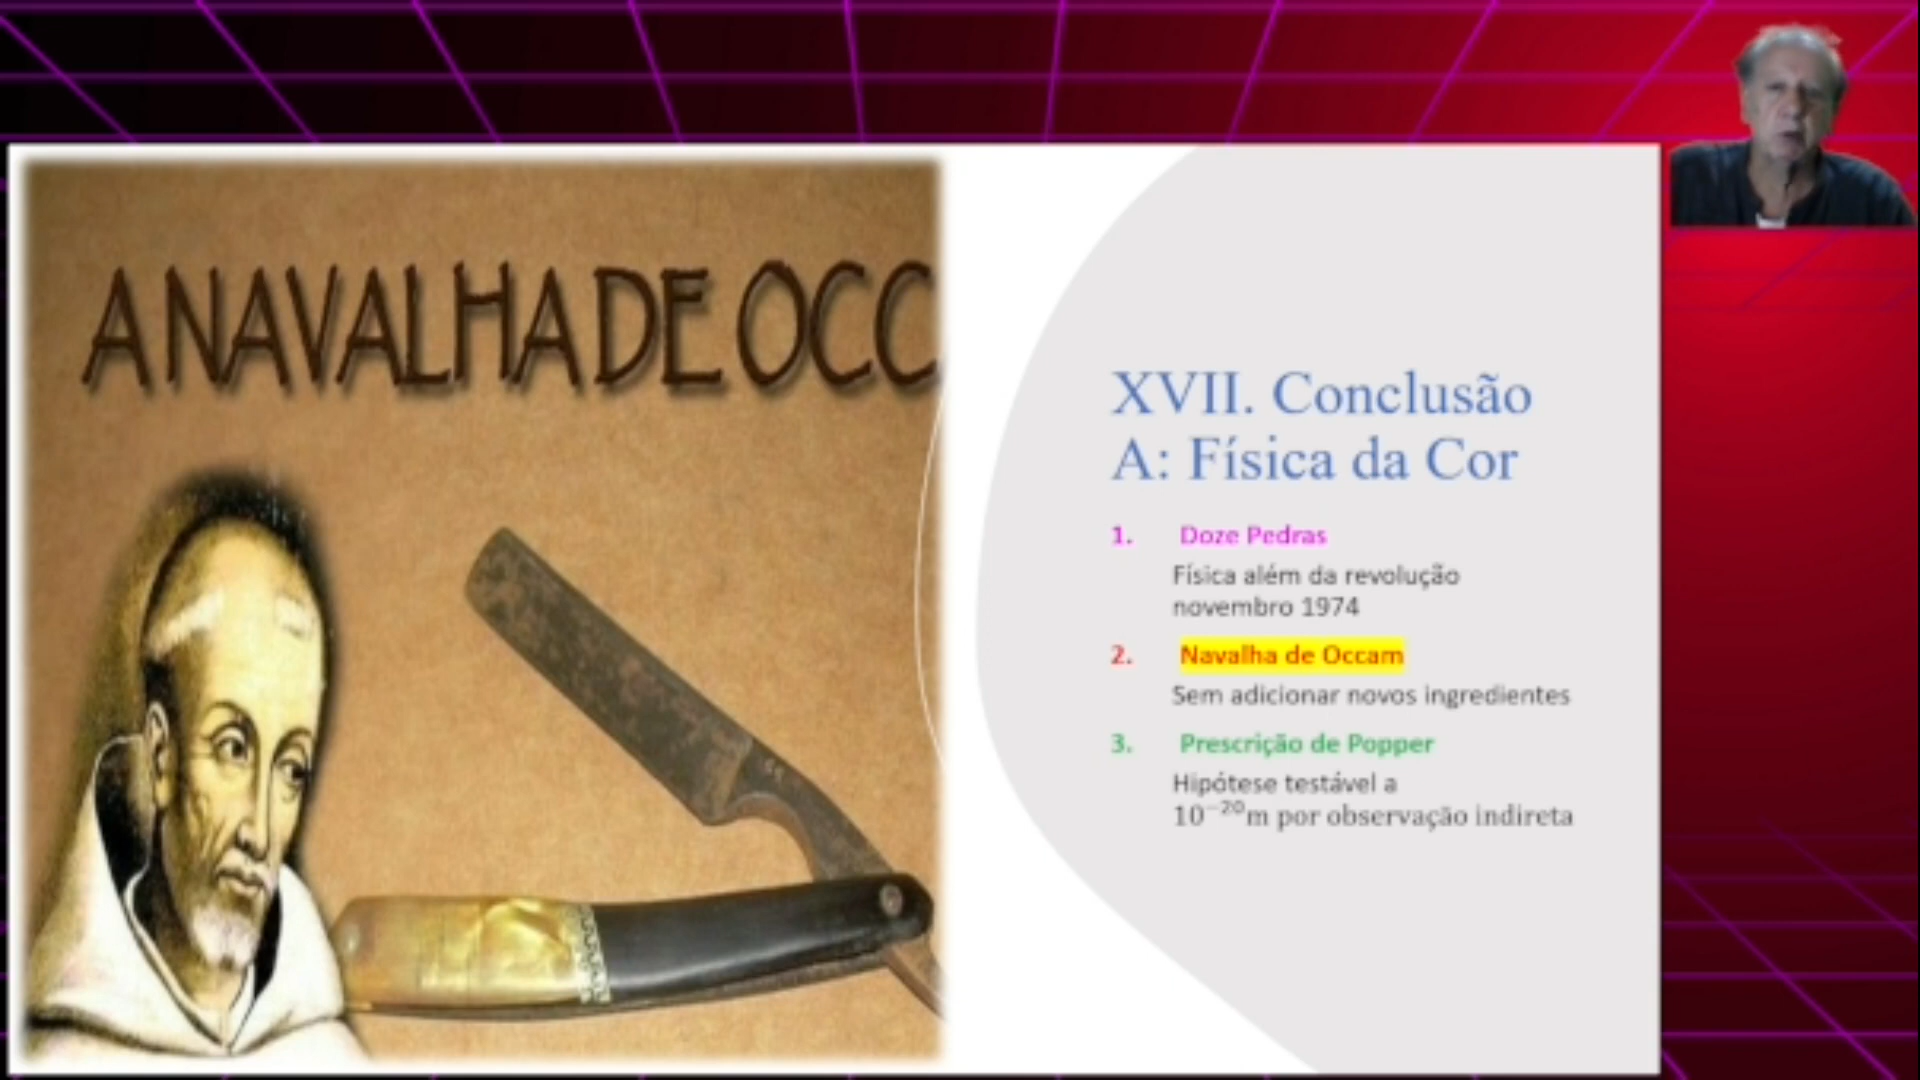 A NAVALHA DE OCC
XVII. Conclusão
A: Física da Cor
1. Doze Pedras
Física além da revolução
novembro 1974
2. Navalha de Occam
Sem adicionar novos ingredientes
3. Prescrição de Popper
Hipótese testável a
10⁻²⁰m por observação indireta